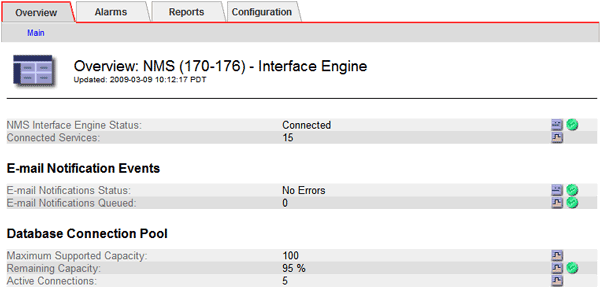 Overview Alarms Reports Configuration
Main
Overview: NMS (170-176) - Interface Engine
Updated: 2009-03-09 10:12:17 PDT
NMS Interface Engine Status: Connected
Connected Services: 15
E-mail Notification Events
E-mail Notifications Status: No Errors
E-mail Notifications Queued: 0
Database Connection Pool
Maximum Supported Capacity: 100
Remaining Capacity: 95 %
Active Connections: 5